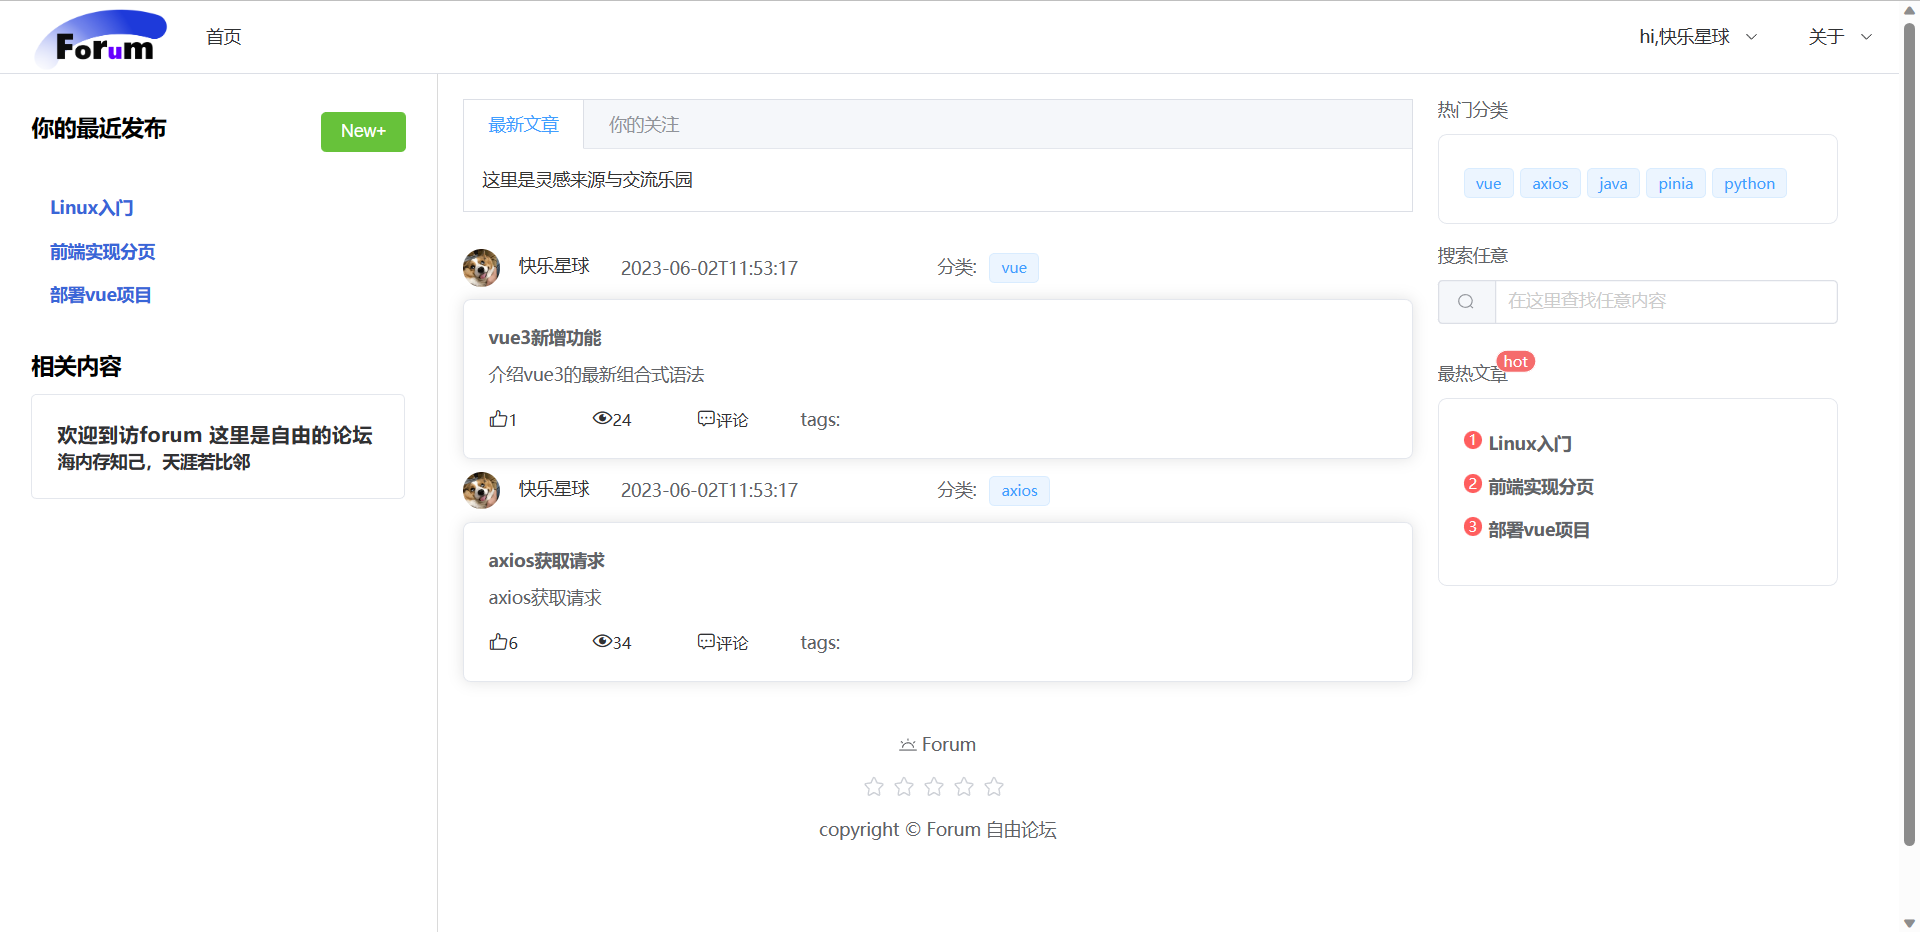 Forum
首页
hi,快乐星球
关于
你的最近发布
New+
Linux入门
前端实现分页
部署vue项目
相关内容
欢迎到访forum 这里是自由的论坛
海内存知己，天涯若比邻
最新文章
你的关注
这里是灵感来源与交流乐园
快乐星球 2023-06-02T11:53:17 分类: vue
vue3新增功能
介绍vue3的最新组合式语法
1 24 评论 tags:
快乐星球 2023-06-02T11:53:17 分类: axios
axios获取请求
axios获取请求
6 34 评论 tags:
Forum
copyright © Forum 自由论坛
热门分类
vue axios java pinia python
搜索任意
在这里查找任意内容
最热文章 hot
1 Linux入门
2 前端实现分页
3 部署vue项目